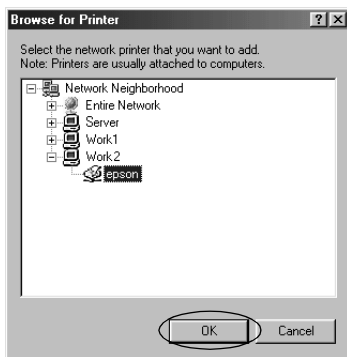 Browse for Printer
Select the network printer that you want to add.
Note: Printers are usually attached to computers.
Network Neighborhood
Entire Network
Server
Work1
Work2
epson
OK Cancel